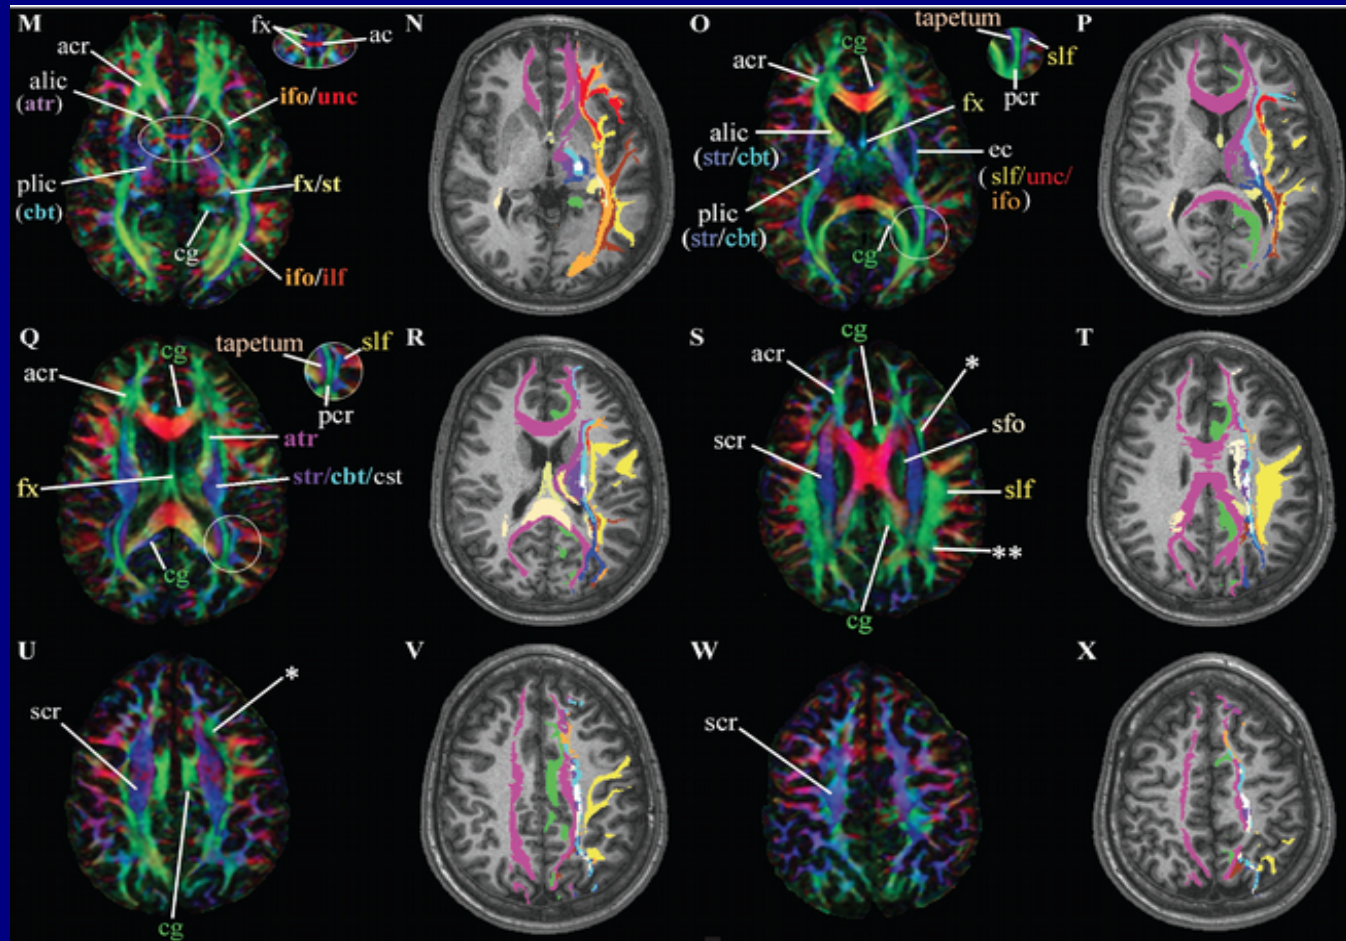 M
fx
ac
acr
alic
(atr)
ifo/unc
plic
(cbt)
fx/st
cg
ifo/ilf
N
O
tapetum
slf
pcr
cg
acr
fx
alic
(str/cbt)
ec
(slf/unc/
ifo)
plic
(str/cbt)
cg
P
Q
tapetum
slf
pcr
cg
acr
atr
str/cbt/cst
fx
cg
R
S
cg
acr
*
sfo
scr
slf
**
cg
T
U
*
scr
cg
V
W
scr
X